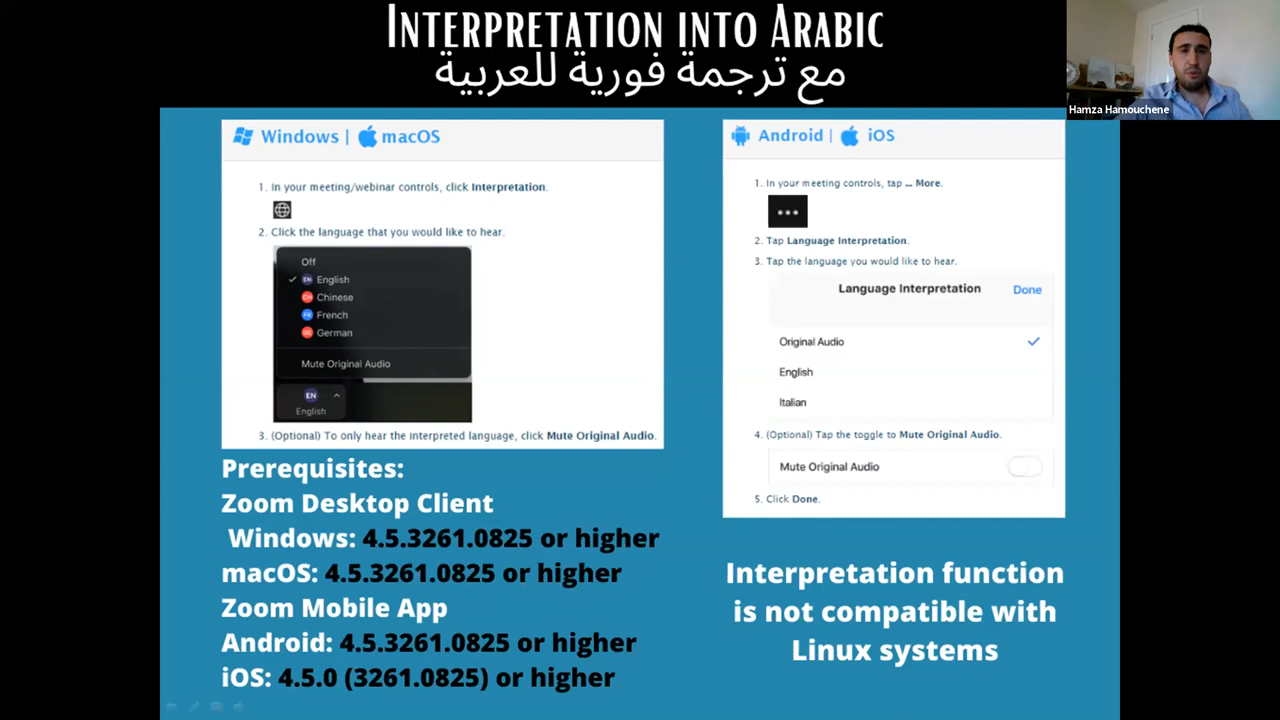 INTERPRETATION INTO ARABIC
مع ترجمة فورية للعربية
Hamza Hamouchene
Windows | macOS
1. In your meeting/webinar controls, click Interpretation.
2. Click the language that you would like to hear.
Off
EN English
CH Chinese
FR French
GE German
Mute Original Audio
EN
English
3. (Optional) To only hear the interpreted language, click Mute Original Audio.
Prerequisites:
Zoom Desktop Client
Windows: 4.5.3261.0825 or higher
macOS: 4.5.3261.0825 or higher
Zoom Mobile App
Android: 4.5.3261.0825 or higher
iOS: 4.5.0 (3261.0825) or higher
Android | iOS
1. In your meeting controls, tap ... More.
2. Tap Language Interpretation.
3. Tap the language you would like to hear.
Language Interpretation Done
Original Audio
English
Italian
4. (Optional) Tap the toggle to Mute Original Audio.
Mute Original Audio
5. Click Done.
Interpretation function
is not compatible with
Linux systems